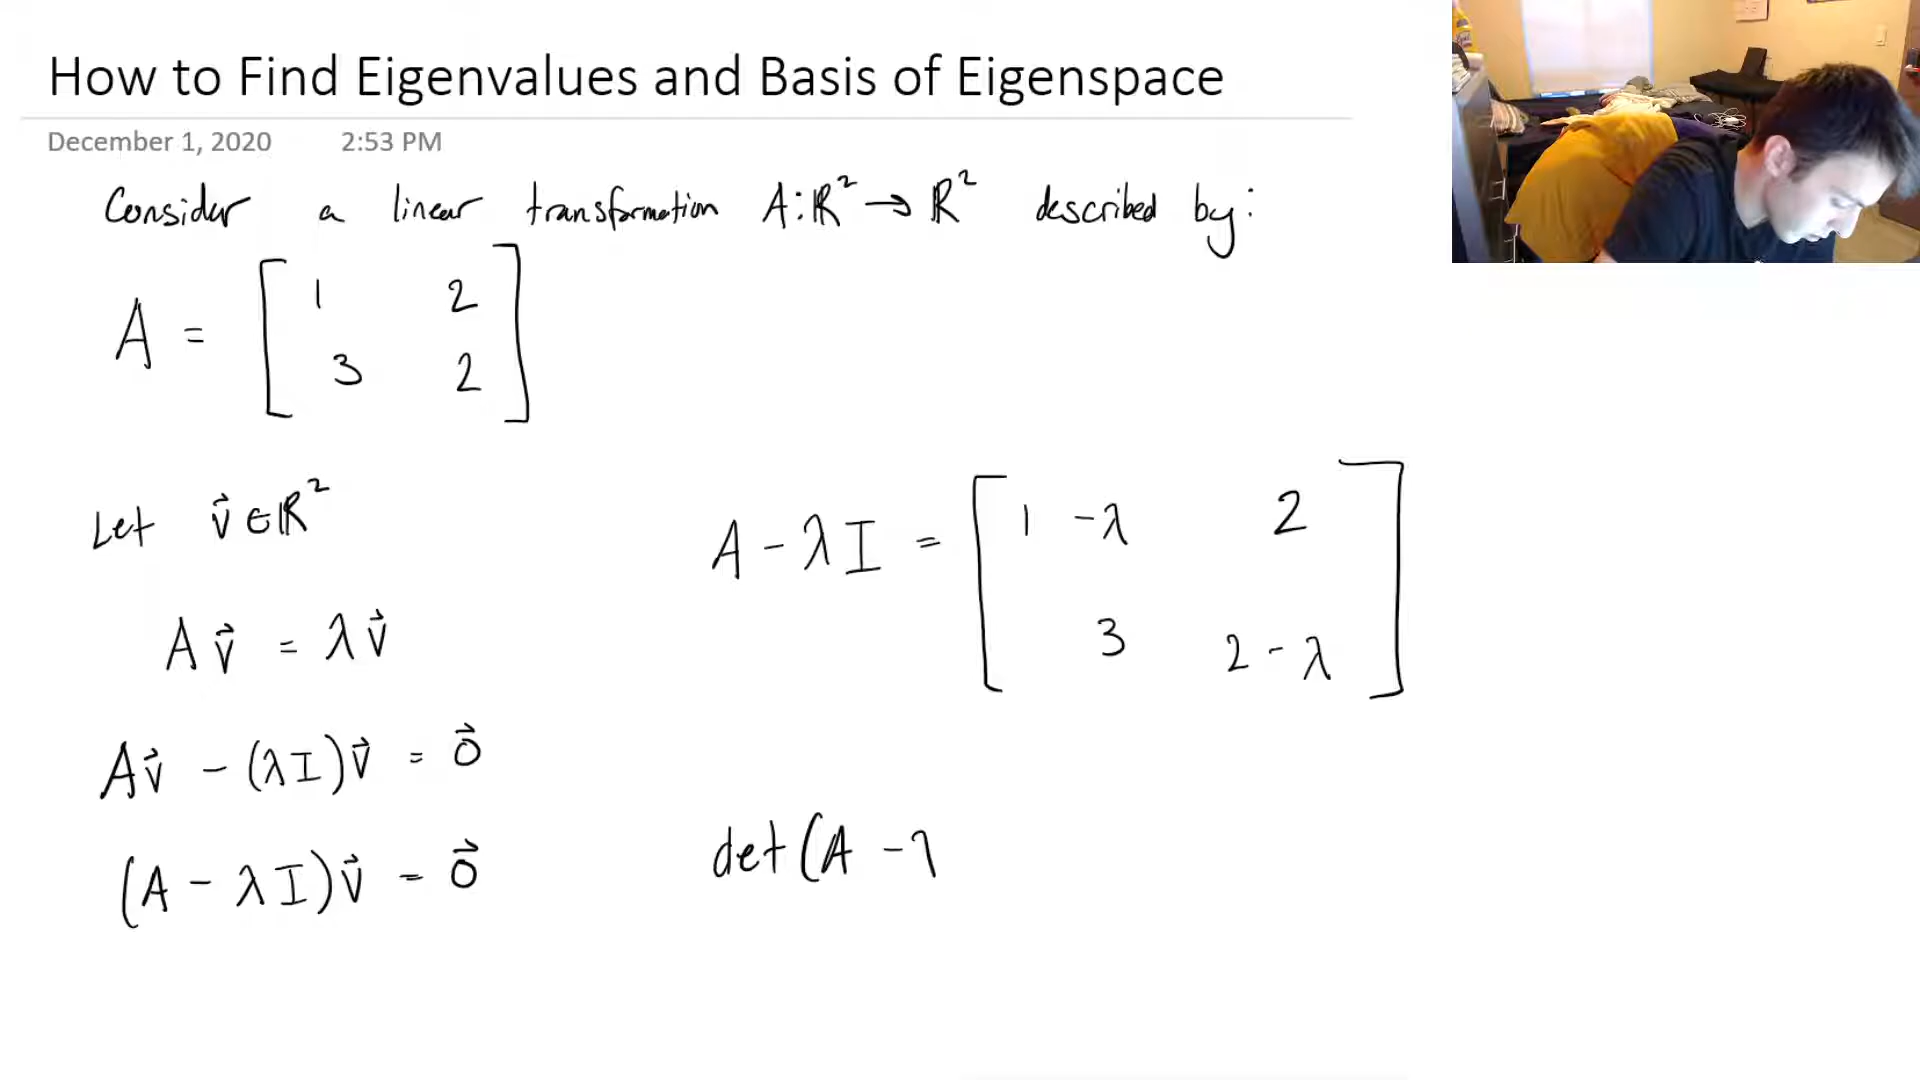 How to Find Eigenvalues and Basis of Eigenspace
December 1, 2020 2:53 PM
Consider a linear transformation A:ℝ² → ℝ² described by:
A = [ 1 2
3 2 ]
Let v⃗ ∈ ℝ²
A v⃗ = λ v⃗
Av⃗ - (λI)v⃗ = 0⃗
(A - λI)v⃗ = 0⃗
A - λI = [ 1 - λ 2
3 2 - λ ]
det(A - λ